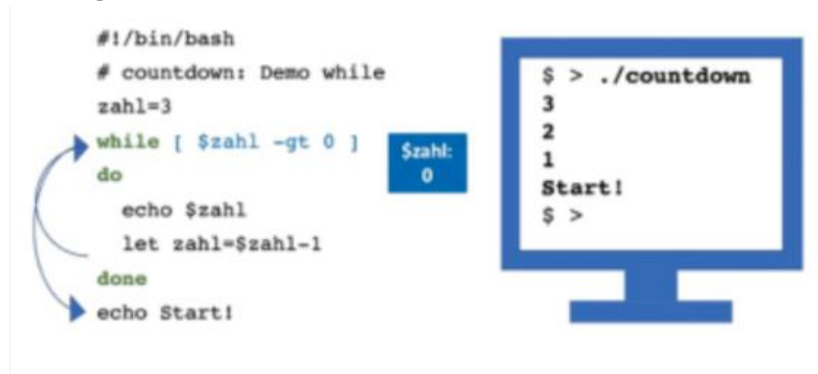 #!/bin/bash
# countdown: Demo while
zahl=3
while [ $zahl -gt 0 ]
do
echo $zahl
let zahl=$zahl-1
done
echo Start!
$zahl:
0
$ > ./countdown
3
2
1
Start!
$ >